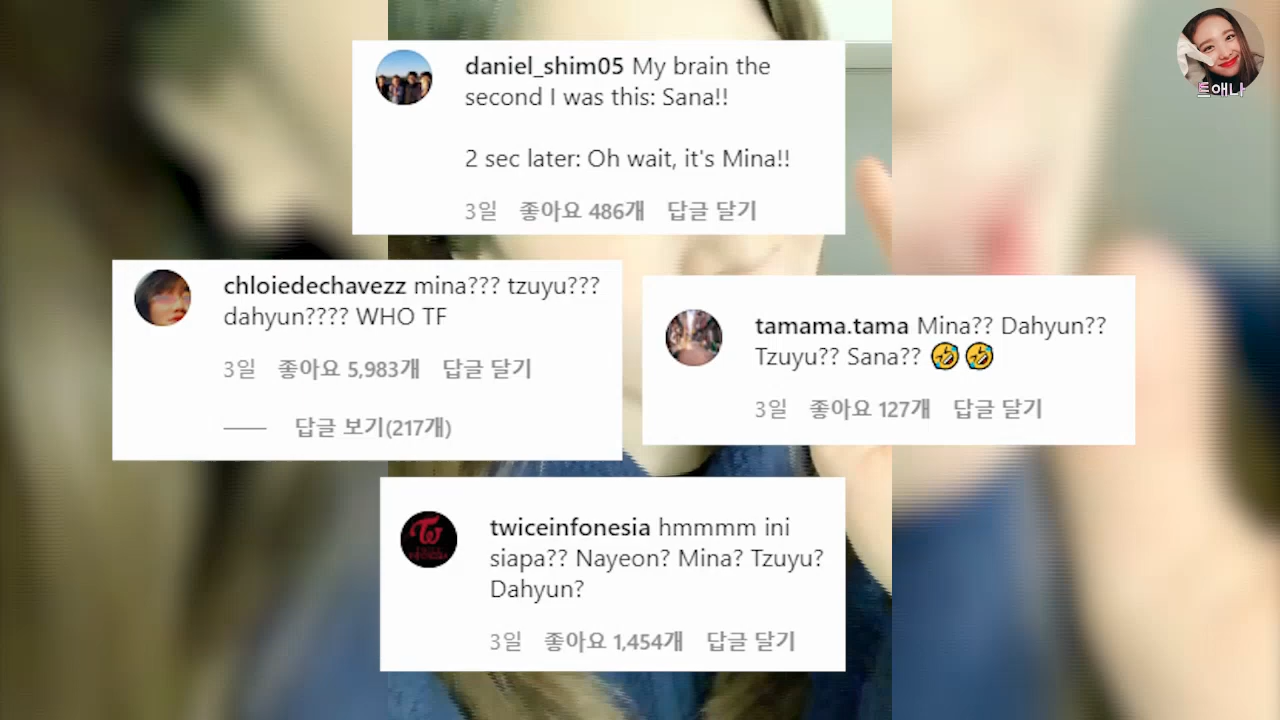 트애나
daniel_shim05 My brain the
second I was this: Sana!!
2 sec later: Oh wait, it's Mina!!
3일 좋아요 486개 답글 달기
chloiedechavezz mina??? tzuyu???
dahyun???? WHO TF
3일 좋아요 5,983개 답글 달기
답글 보기(217개)
tamama.tama Mina?? Dahyun??
Tzuyu?? Sana?? 🤣🤣
3일 좋아요 127개 답글 달기
twiceinfonesia hmmmm ini
siapa?? Nayeon? Mina? Tzuyu?
Dahyun?
3일 좋아요 1,454개 답글 달기